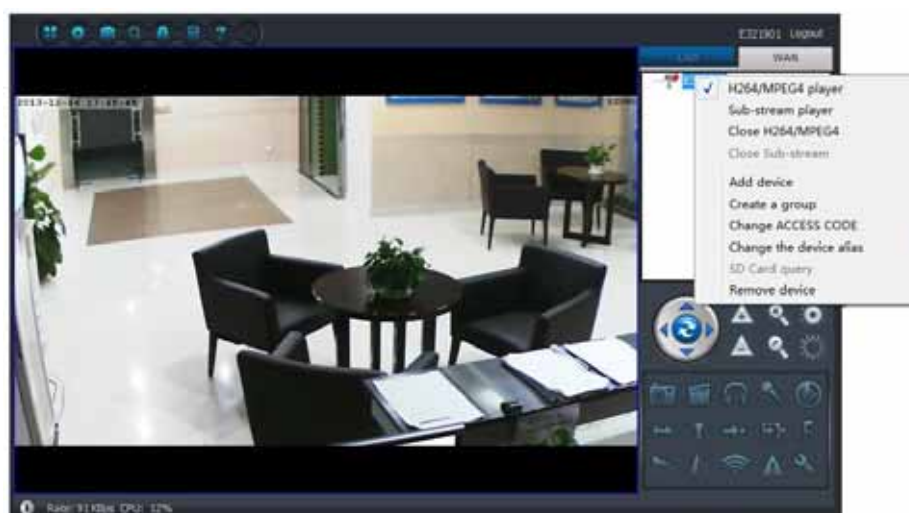 E321901 Logout
LAN WAN
H264/MPEG4 player
Sub-stream player
Close H264/MPEG4
Close Sub-stream
Add device
Create a group
Change ACCESS CODE
Change the device alias
SD Card query
Remove device
Rate: 91KBps CPU: 12%